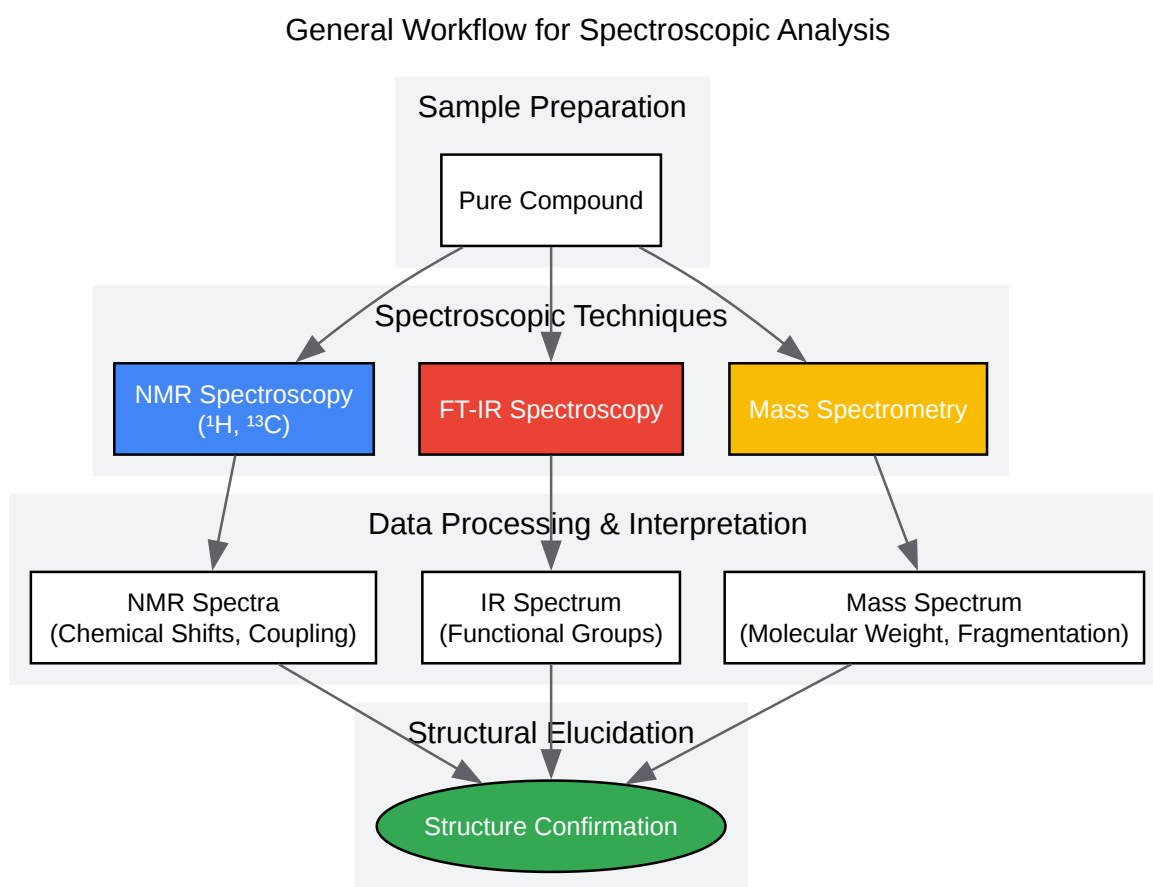 General Workflow for Spectroscopic Analysis
Sample Preparation
Pure Compound
Spectroscopic Techniques
NMR Spectroscopy
(¹H, ¹³C)
FT-IR Spectroscopy
Mass Spectrometry
Data Processing & Interpretation
NMR Spectra
(Chemical Shifts, Coupling)
IR Spectrum
(Functional Groups)
Mass Spectrum
(Molecular Weight, Fragmentation)
Structural Elucidation
Structure Confirmation